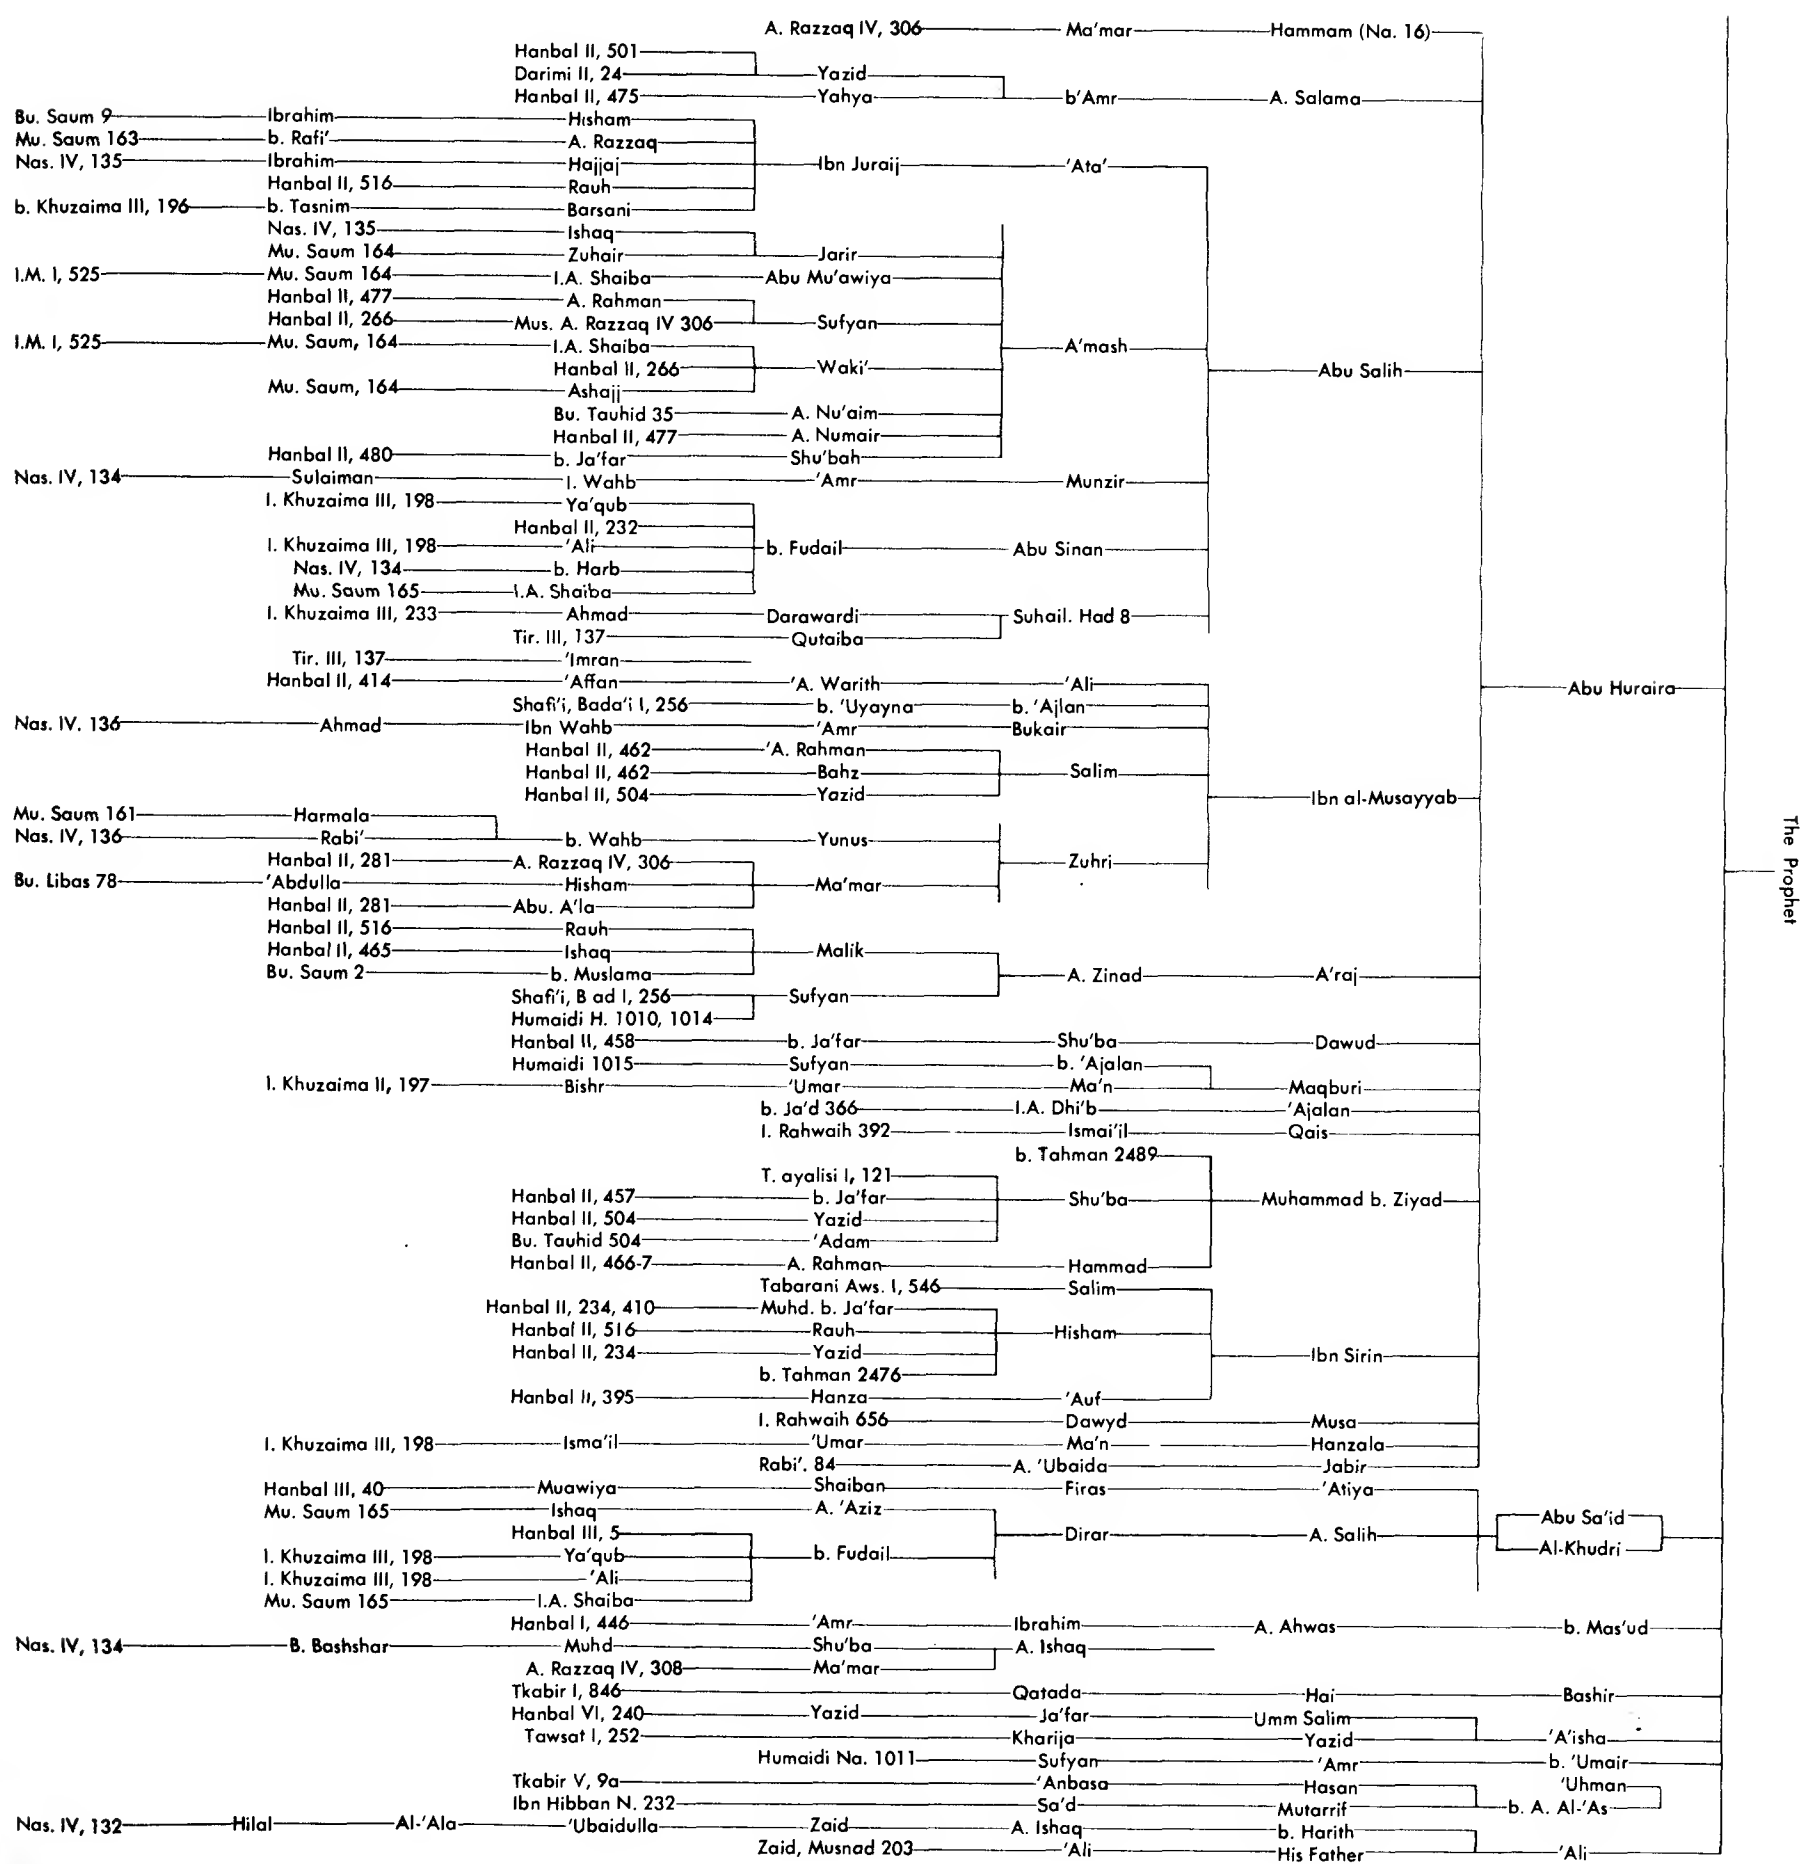 A. Razzaq IV, 306 Ma'mar Hammam (Na. 16)
Hanbal II, 501
Darimi II, 24 Yazid
Hanbal II, 475 Yahya b'Amr A. Salama
Bu. Saum 9 Ibrahim Hisham
Mu. Saum 163 b. Rafi' A. Razzaq
Nas. IV, 135 Ibrahim Hajjaj Ibn Juraij 'Ata'
Hanbal II, 516 Rauh
b. Khuzaima III, 196 b. Tasnim Barsani
Nas. IV, 135 Ishaq
Mu. Saum 164 Zuhair Jarir
I.M. I, 525 Mu. Saum 164 I.A. Shaiba Abu Mu'awiya
Hanbal II, 477 A. Rahman
Hanbal II, 266 Mus. A. Razzaq IV 306 Sufyan
I.M. I, 525 Mu. Saum, 164 I.A. Shaiba A'mash
Hanbal II, 266 Waki' Abu Salih
Mu. Saum, 164 Ashajj
Bu. Tauhid 35 A. Nu'aim
Hanbal II, 477 A. Numair
Hanbal II, 480 b. Ja'far Shu'bah
Nas. IV, 134 Sulaiman I. Wahb 'Amr Munzir
I. Khuzaima III, 198 Ya'qub
Hanbal II, 232
I. Khuzaima III, 198 'Ali b. Fudail Abu Sinan
Nas. IV, 134 b. Harb
Mu. Saum 165 I.A. Shaiba
I. Khuzaima III, 233 Ahmad Darawardi Suhail. Had 8
Tir. III, 137 Qutaiba
Tir. III, 137 'Imran
Hanbal II, 414 'Affan 'A. Warith 'Ali Abu Huraira
Shafi'i, Bada'i I, 256 b. 'Uyayna b. 'Ajlan
Nas. IV. 136 Ahmad Ibn Wahb 'Amr Bukair
Hanbal II, 462 'A. Rahman
Hanbal II, 462 Bahz Salim
Hanbal II, 504 Yazid Ibn al-Musayyab
Mu. Saum 161 Harmala
Nas. IV, 136 Rabi' b. Wahb Yunus
Hanbal II, 281 A. Razzaq IV, 306 Zuhri
The Prophet
Bu. Libas 78 'Abdulla Hisham Ma'mar
Hanbal II, 281 Abu. A'la
Hanbal II, 516 Rauh
Hanbal II, 465 Ishaq Malik
Bu. Saum 2 b. Muslama A. Zinad A'raj
Shafi'i, B ad I, 256 Sufyan
Humaidi H. 1010, 1014
Hanbal II, 458 b. Ja'far Shu'ba Dawud
Humaidi 1015 Sufyan b. 'Ajalan
I. Khuzaima II, 197 Bishr 'Umar Ma'n Maqburi
b. Ja'd 366 I.A. Dhi'b 'Ajalan
I. Rahwaih 392 Ismai'il Qais
b. Tahman 2489
T. ayalisi I, 121
Hanbal II, 457 b. Ja'far Shu'ba Muhammad b. Ziyad
Hanbal II, 504 Yazid
Bu. Tauhid 504 'Adam
Hanbal II, 466-7 A. Rahman Hammad
Tabarani Aws. I, 546 Salim
Hanbal II, 234, 410 Muhd. b. Ja'far
Hanbal II, 516 Rauh Hisham
Hanbal II, 234 Yazid Ibn Sirin
b. Tahman 2476
Hanbal II, 395 Hanza 'Auf
I. Rahwaih 656 Dawyd Musa
I. Khuzaima III, 198 Isma'il 'Umar Ma'n Hanzala
Rabi'. 84 A. 'Ubaida Jabir
Hanbal III, 40 Muawiya Shaiban Firas 'Atiya
Mu. Saum 165 Ishaq A. 'Aziz Abu Sa'id
Hanbal III, 5 Dirar A. Salih
I. Khuzaima III, 198 Ya'qub b. Fudail Al-Khudri
I. Khuzaima III, 198 'Ali
Mu. Saum 165 I.A. Shaiba
Hanbal I, 446 'Amr Ibrahim A. Ahwas b. Mas'ud
Nas. IV, 134 B. Bashshar Muhd Shu'ba A. Ishaq
A. Razzaq IV, 308 Ma'mar
Tkabir I, 846 Qatada Hai Bashir
Hanbal VI, 240 Yazid Ja'far Umm Salim
Tawsat I, 252 Kharija Yazid 'A'isha
Humaidi Na. 1011 Sufyan 'Amr b. 'Umair
Tkabir V, 9a 'Anbasa Hasan 'Uhman
Ibn Hibban N. 232 Sa'd Mutarrif b. A. Al-'As
Nas. IV, 132 Hilal Al-'Ala 'Ubaidulla Zaid A. Ishaq b. Harith
Zaid, Musnad 203 'Ali His Father 'Ali